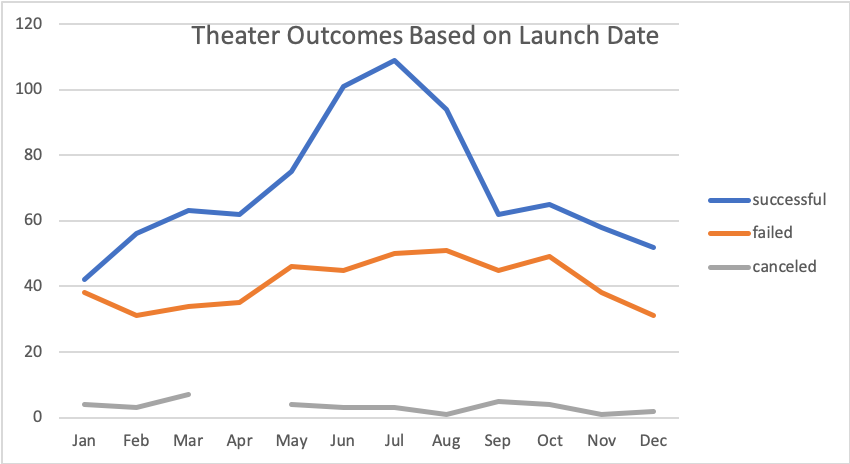 Theater Outcomes Based on Launch Date
120
100
80
60
40
20
0
Jan Feb Mar Apr May Jun Jul Aug Sep Oct Nov Dec
successful
failed
canceled